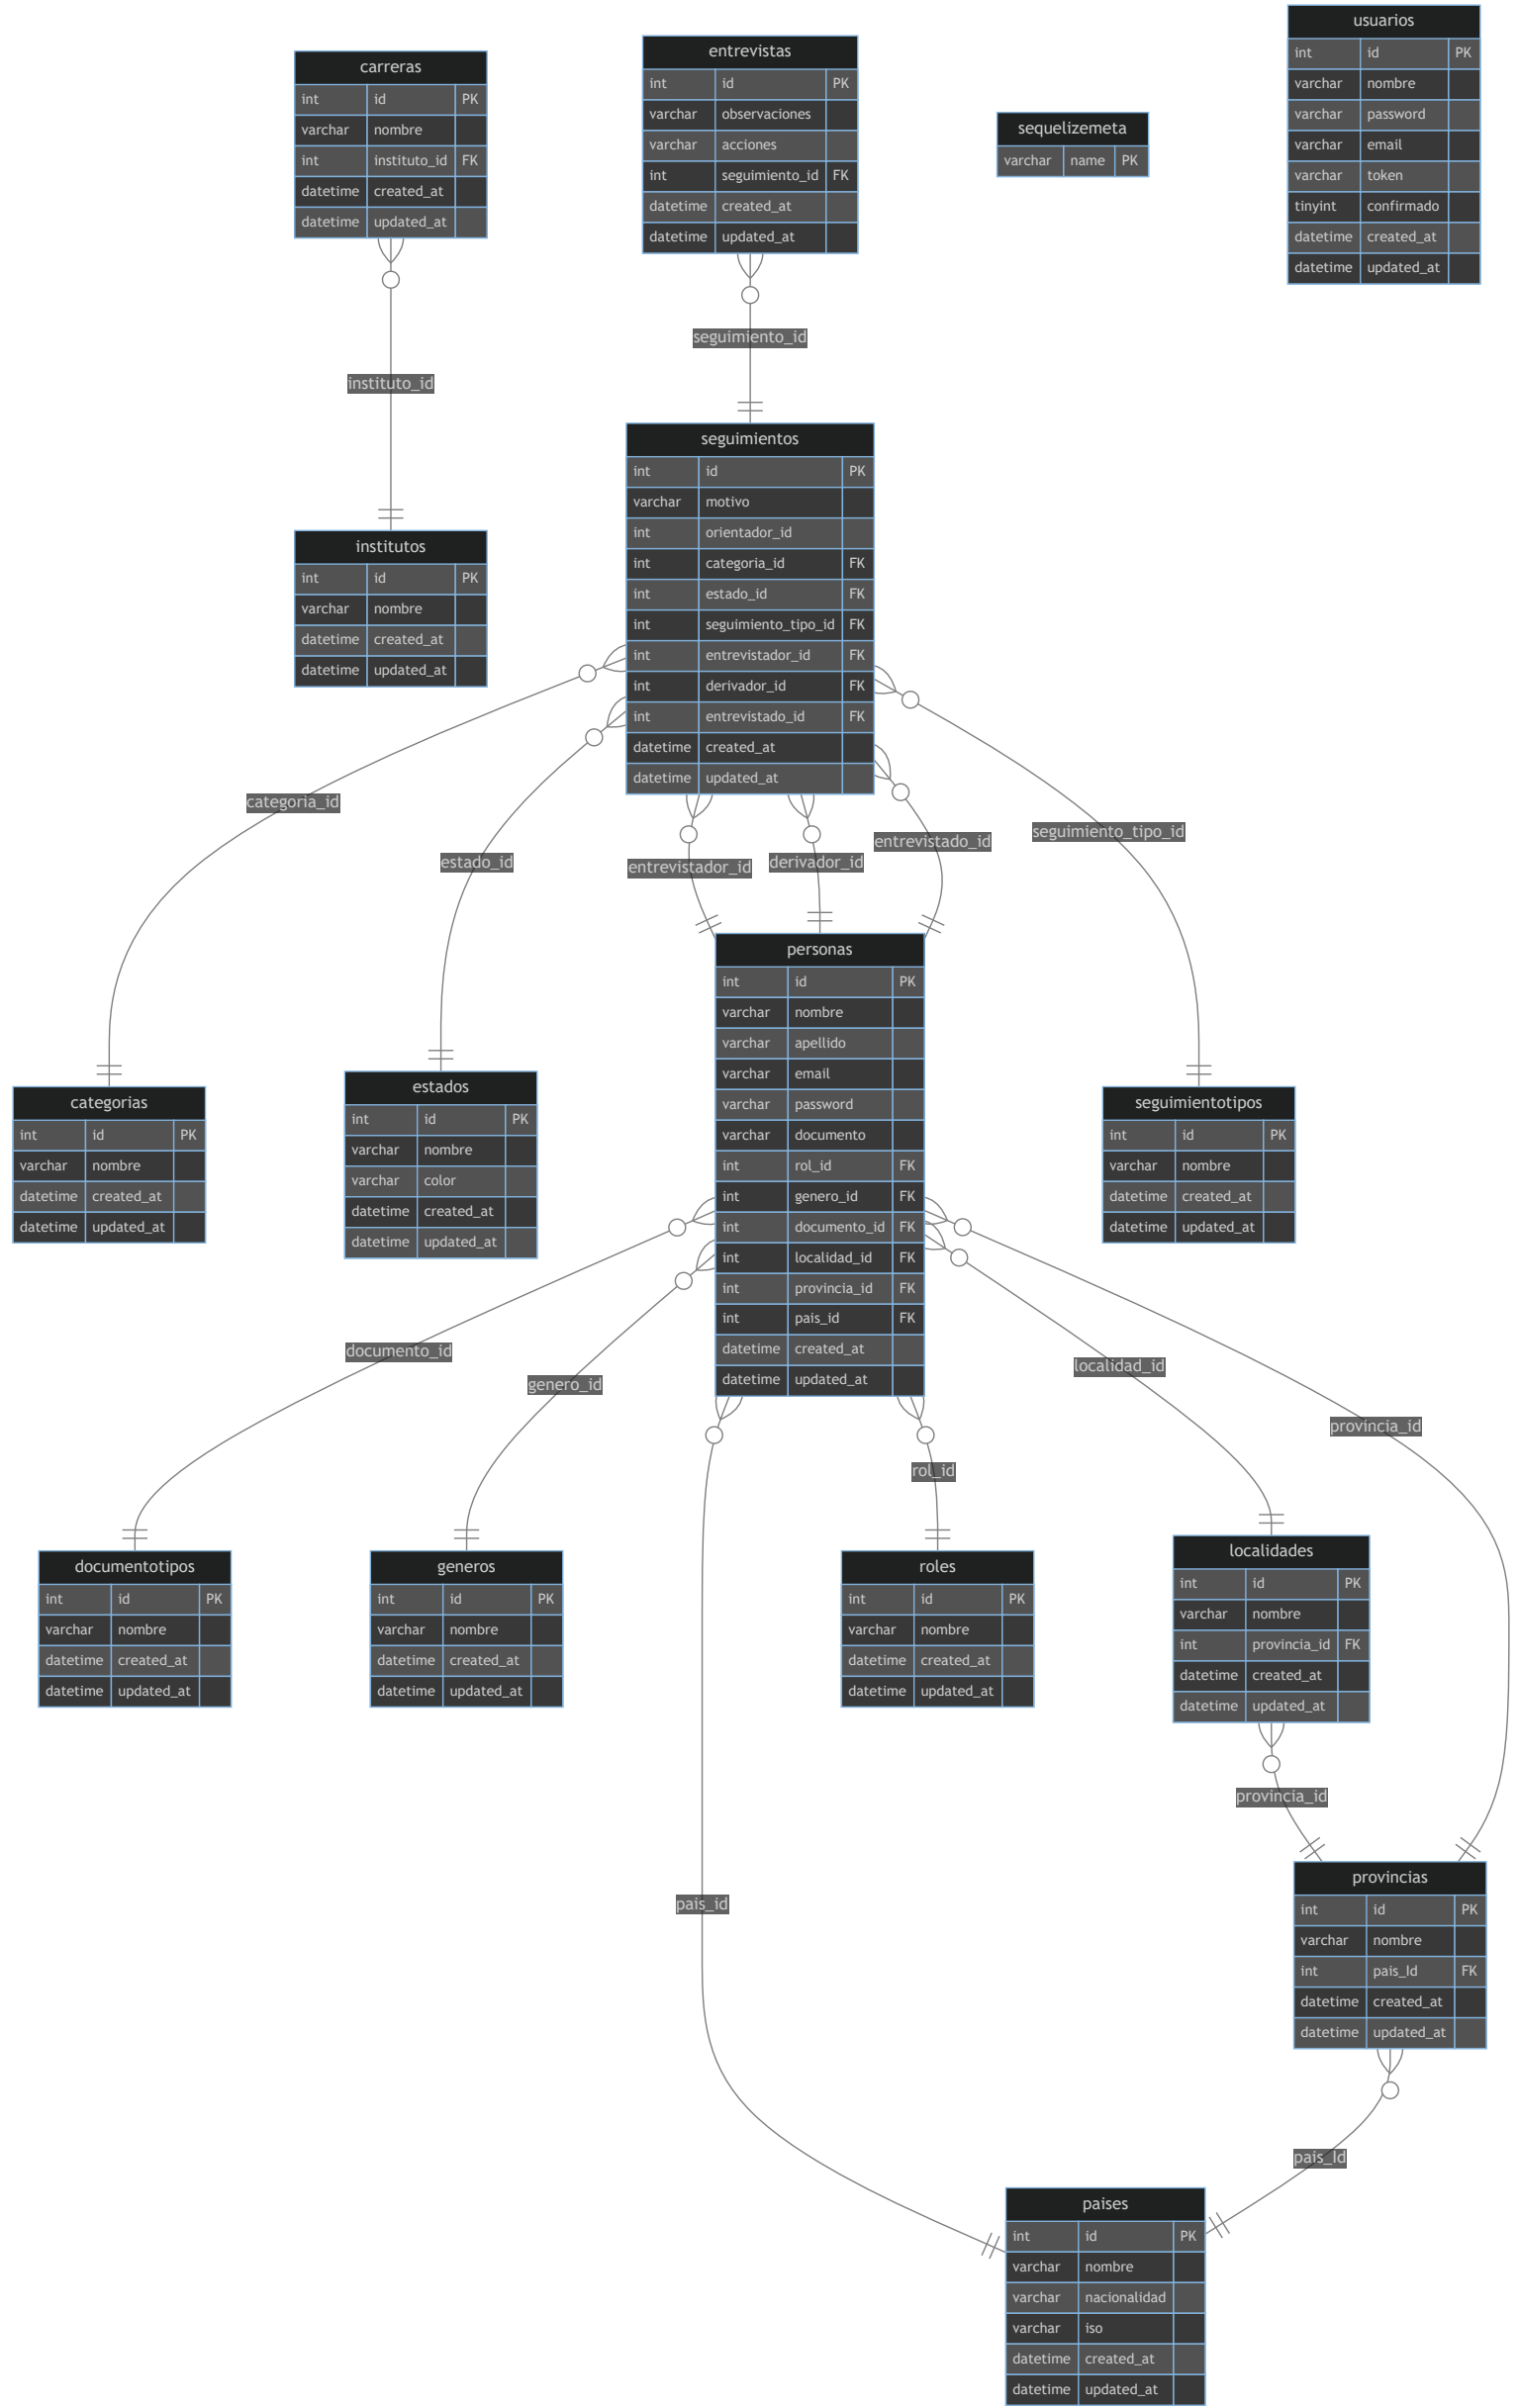 usuarios
int id PK
varchar nombre
varchar password
varchar email
varchar token
tinyint confirmado
datetime created_at
datetime updated_at
entrevistas
int id PK
varchar observaciones
varchar acciones
int seguimiento_id FK
datetime created_at
datetime updated_at
carreras
int id PK
varchar nombre
int instituto_id FK
datetime created_at
datetime updated_at
sequelizemeta
varchar name PK
seguimiento_id
instituto_id
seguimientos
int id PK
varchar motivo
int orientador_id
int categoria_id FK
int estado_id FK
int seguimiento_tipo_id FK
int entrevistador_id FK
int derivador_id FK
int entrevistado_id FK
datetime created_at
datetime updated_at
institutos
int id PK
varchar nombre
datetime created_at
datetime updated_at
categoria_id
estado_id
entrevistador_id
derivador_id
entrevistado_id
seguimiento_tipo_id
personas
int id PK
varchar nombre
varchar apellido
varchar email
varchar password
varchar documento
int rol_id FK
int genero_id FK
int documento_id FK
int localidad_id FK
int provincia_id FK
int pais_id FK
datetime created_at
datetime updated_at
categorias
int id PK
varchar nombre
datetime created_at
datetime updated_at
estados
int id PK
varchar nombre
varchar color
datetime created_at
datetime updated_at
seguimientotipos
int id PK
varchar nombre
datetime created_at
datetime updated_at
documento_id
genero_id
localidad_id
provincia_id
rol_id
documentotipos
int id PK
varchar nombre
datetime created_at
datetime updated_at
generos
int id PK
varchar nombre
datetime created_at
datetime updated_at
roles
int id PK
varchar nombre
datetime created_at
datetime updated_at
localidades
int id PK
varchar nombre
int provincia_id FK
datetime created_at
datetime updated_at
provincia_id
pais_id
provincias
int id PK
varchar nombre
int pais_Id FK
datetime created_at
datetime updated_at
pais_Id
paises
int id PK
varchar nombre
varchar nacionalidad
varchar iso
datetime created_at
datetime updated_at